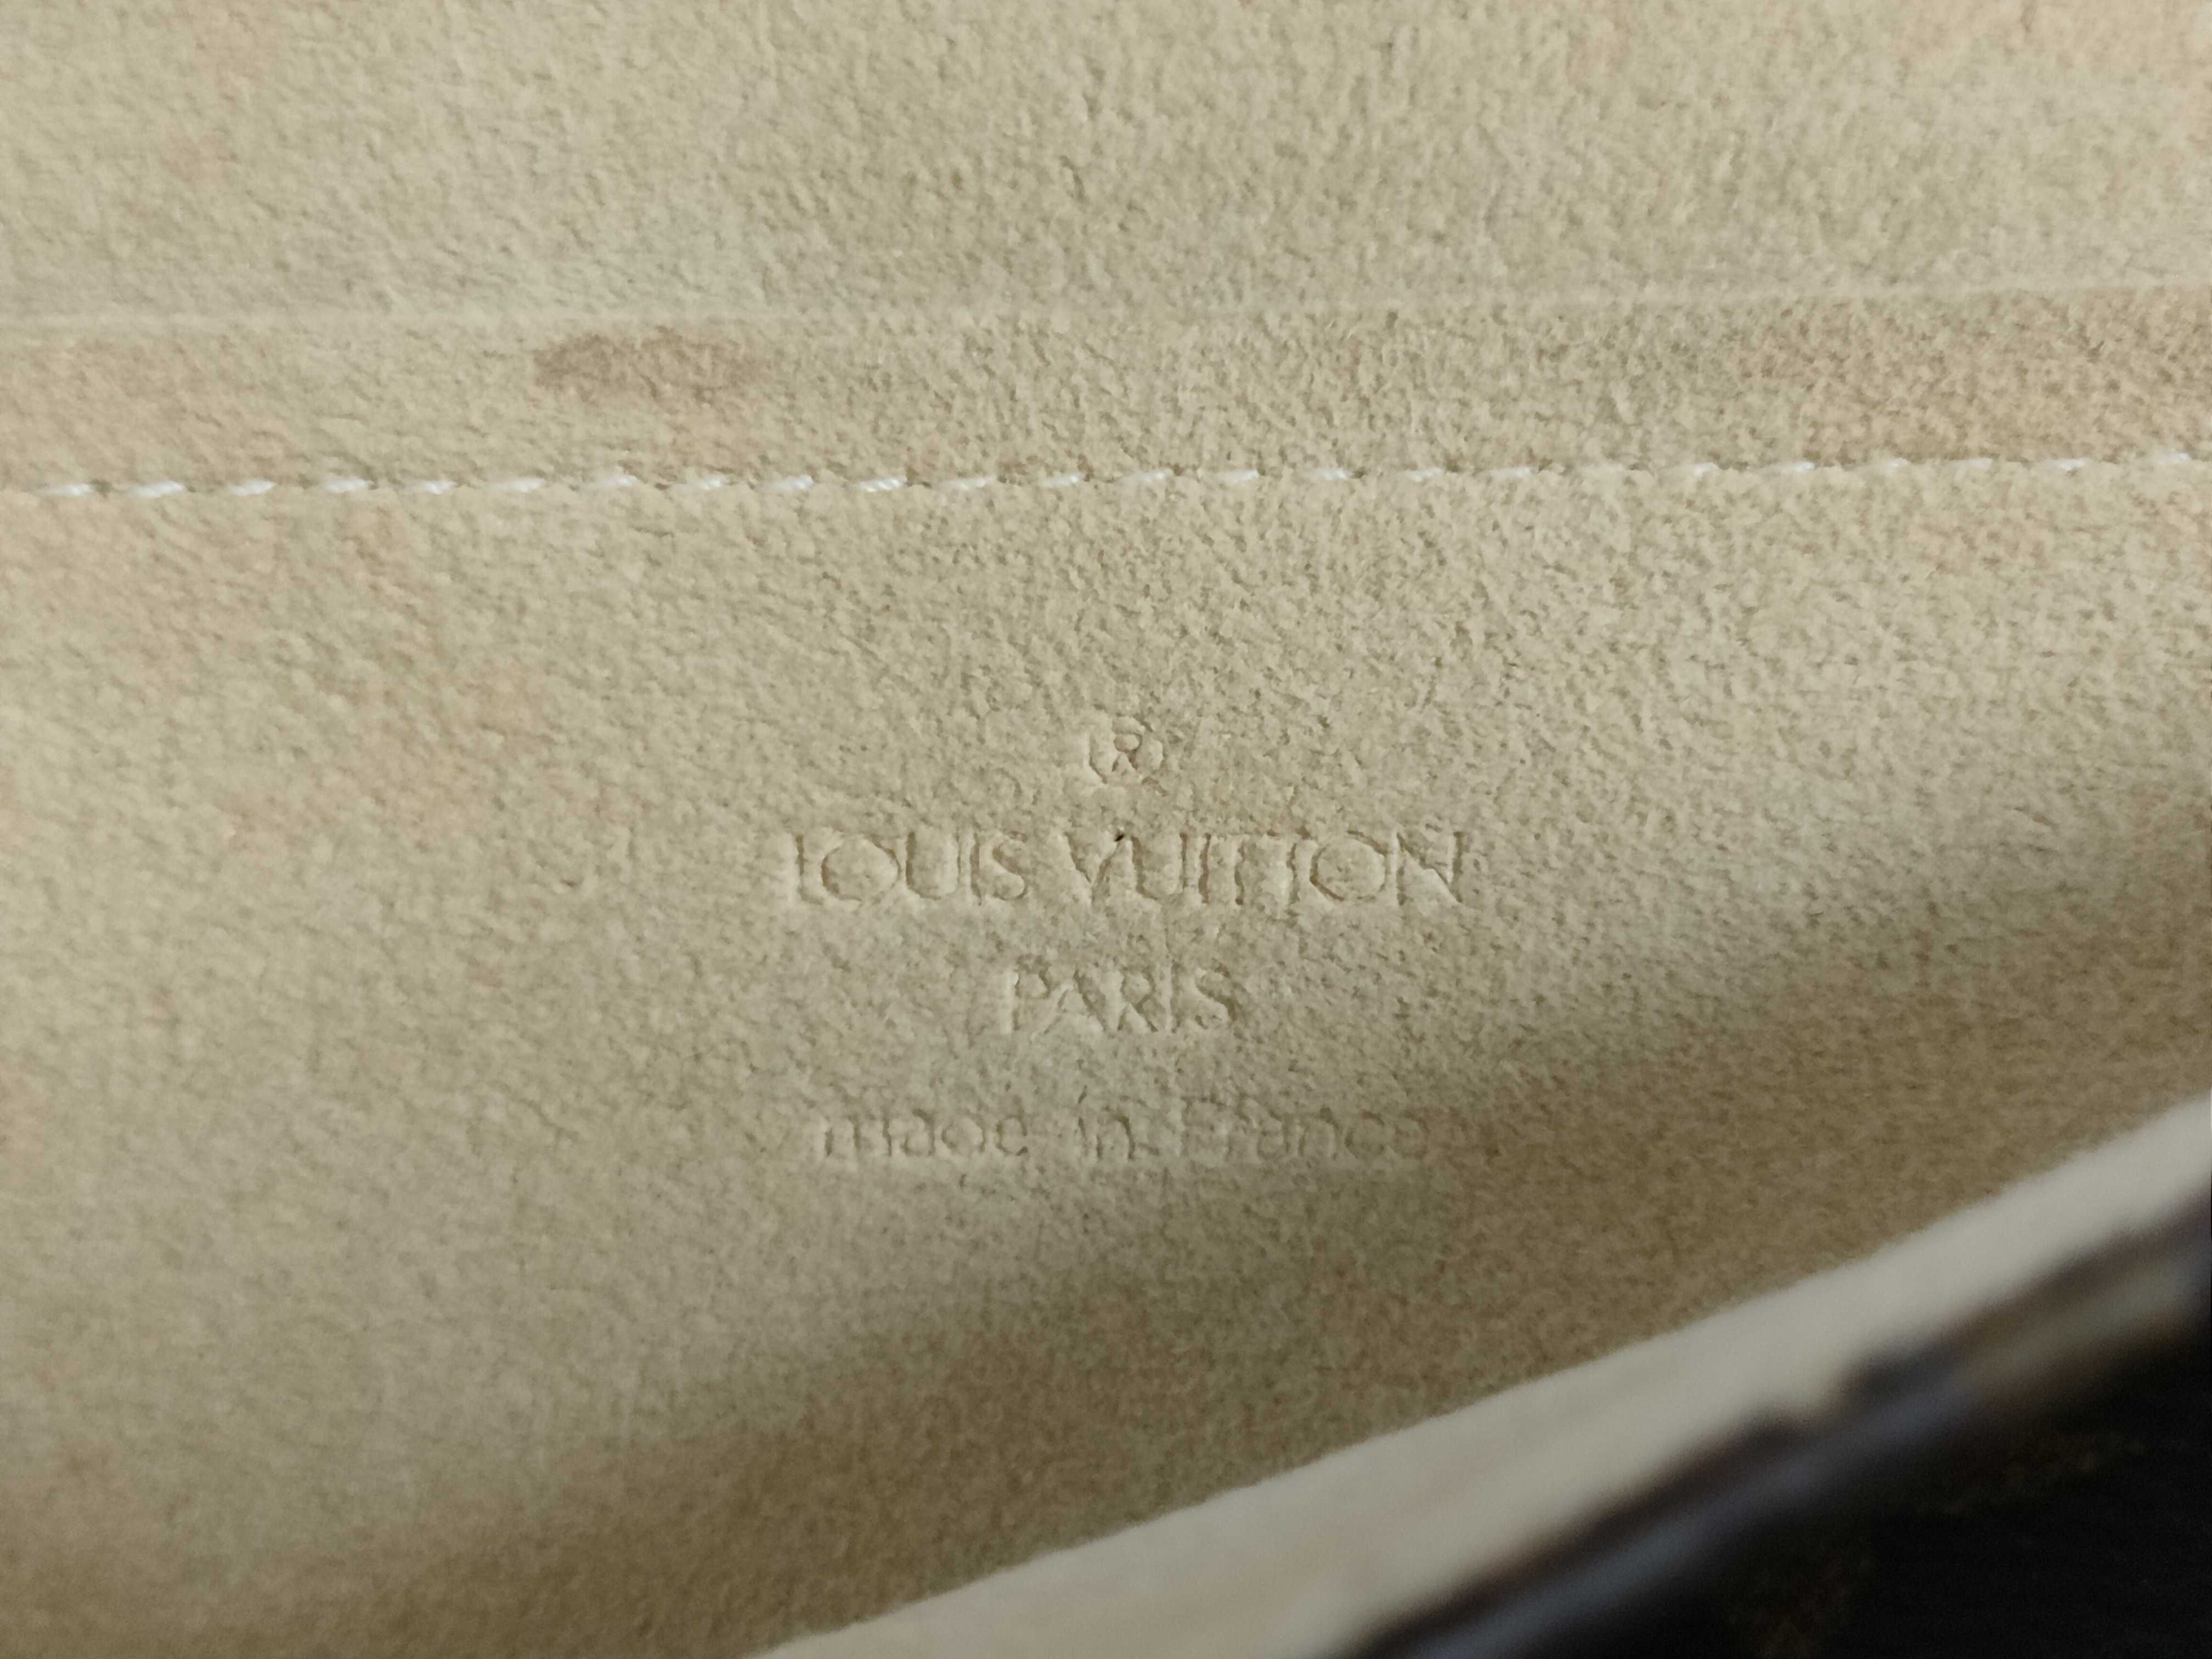 ®
LOUIS VUITTON
PARIS
made in France